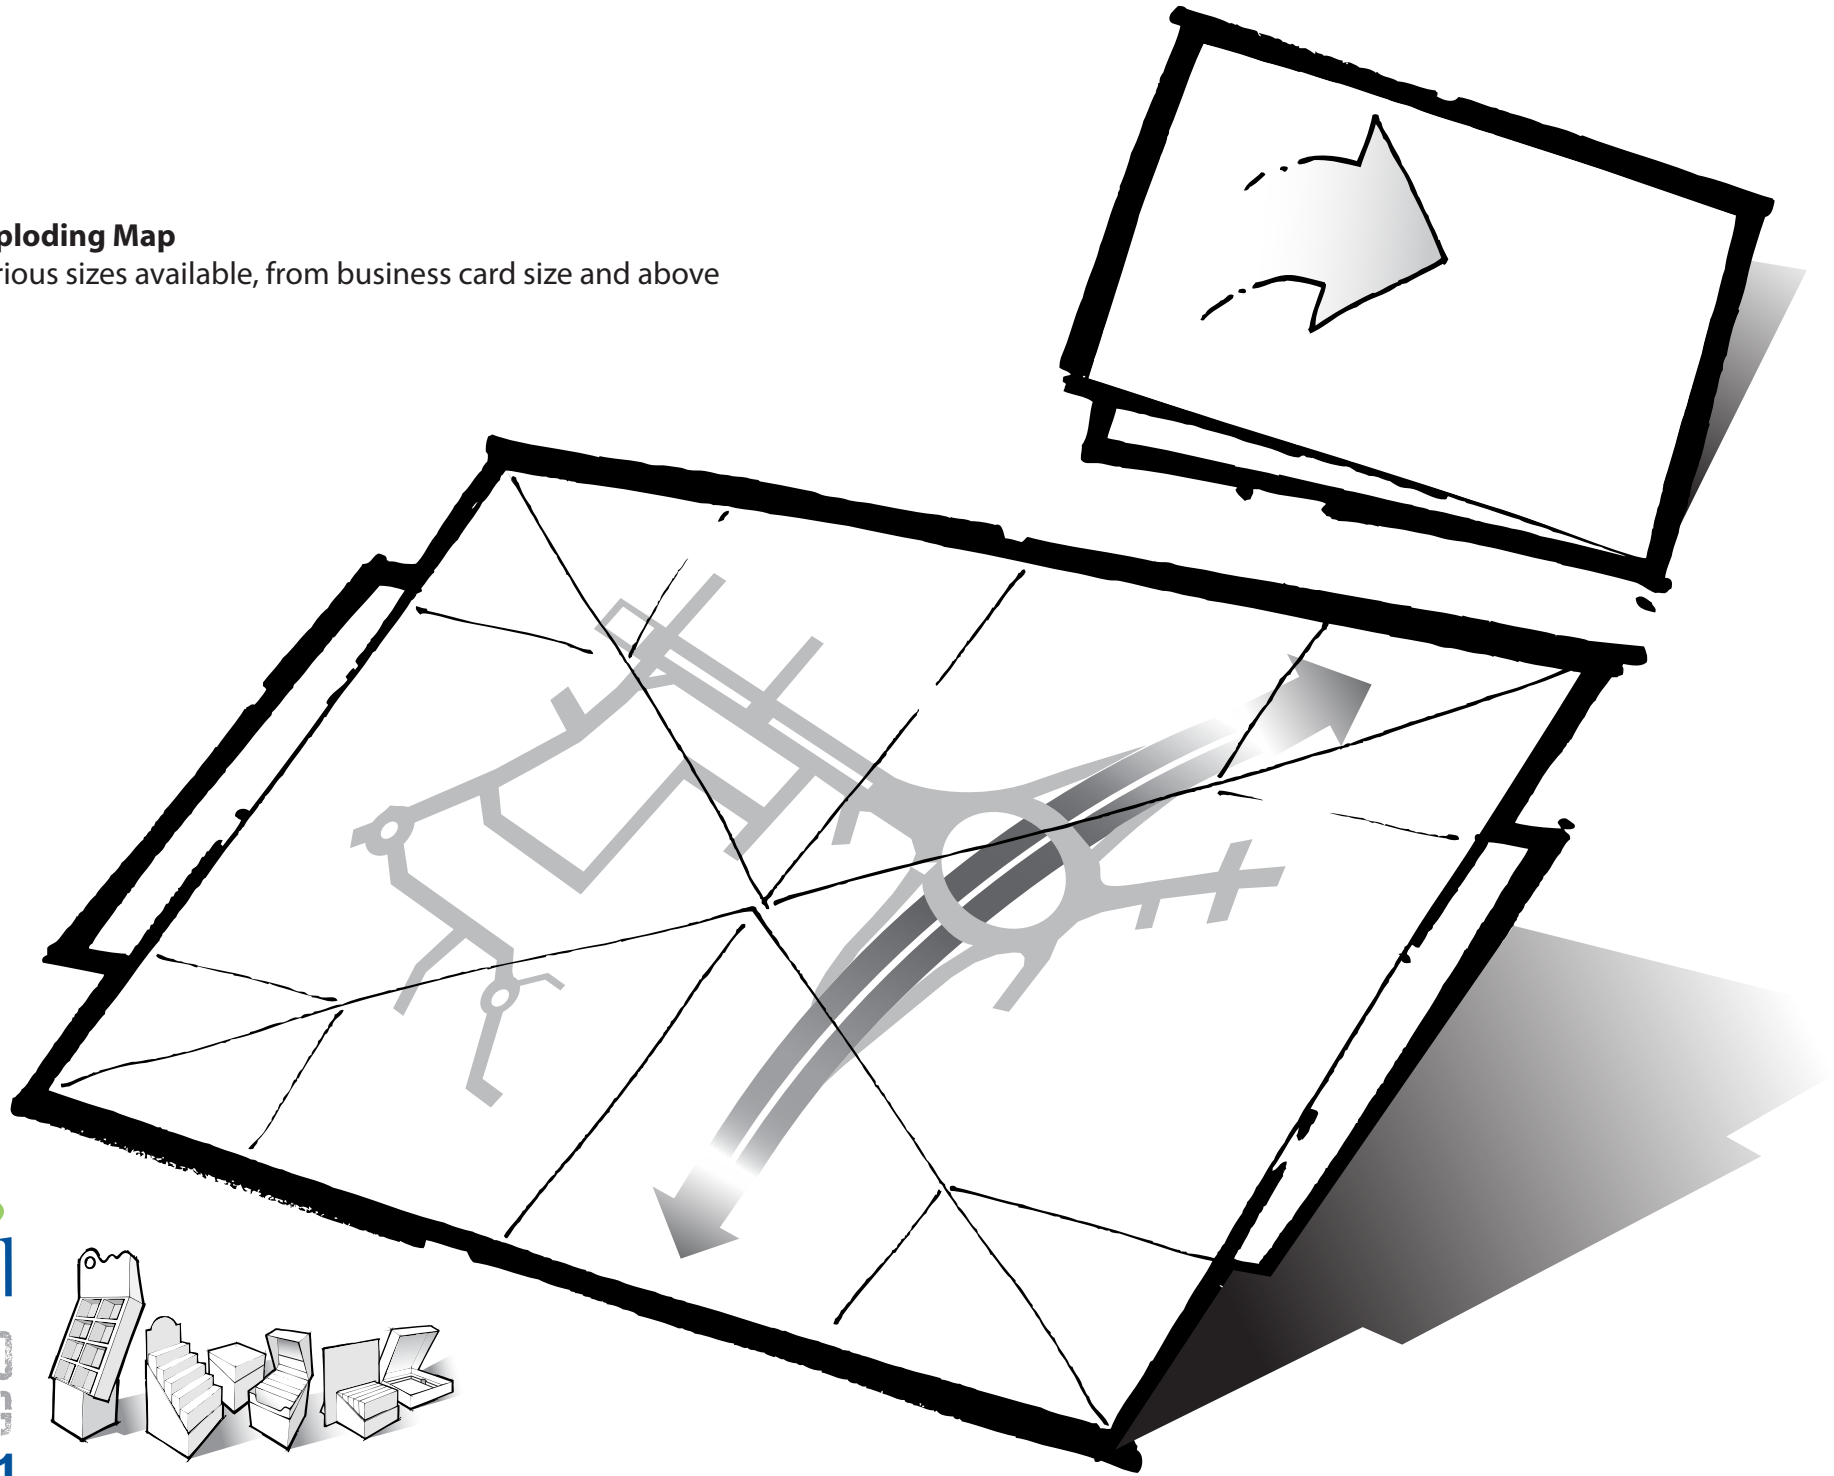 ploding Map
rious sizes available, from business card size and above